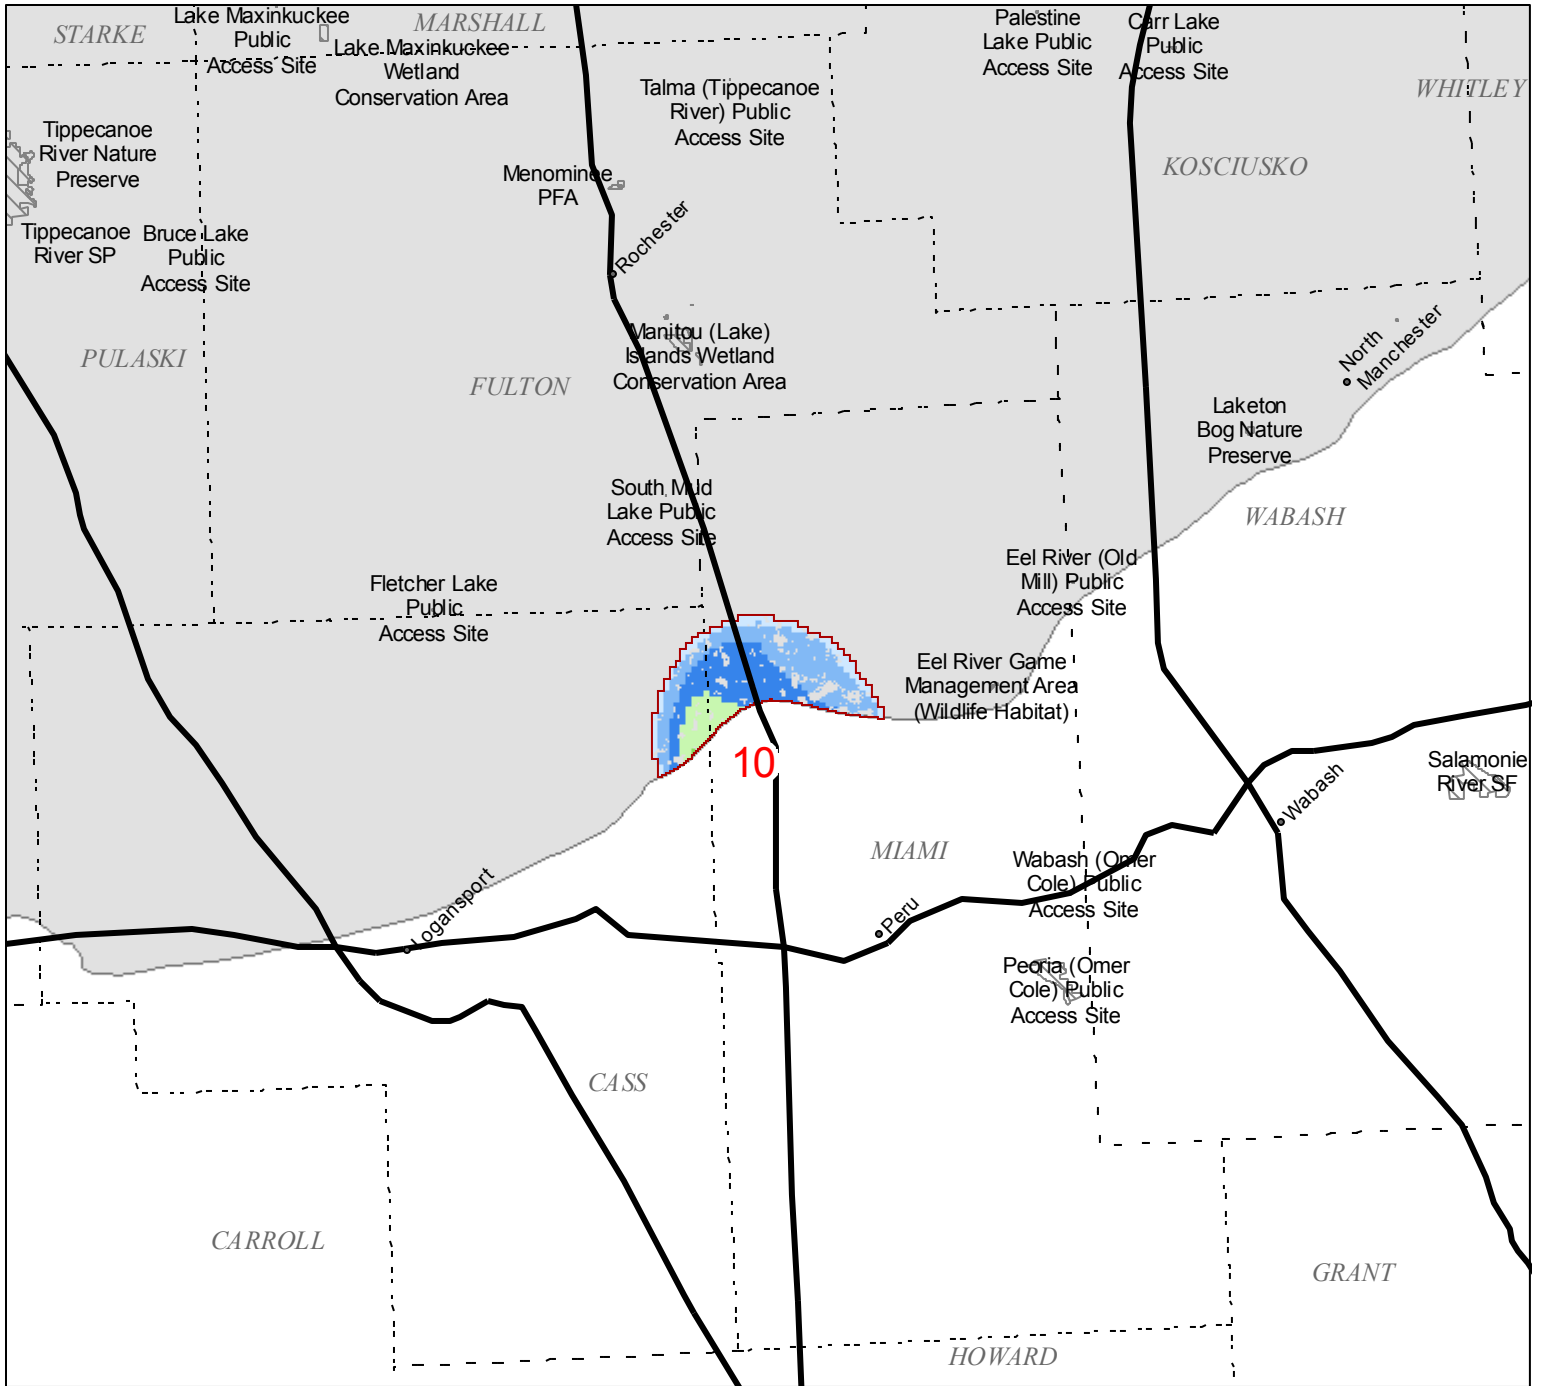 STARKE
Lake Maxinkuckee
Public
Access Site
MARSHALL
Lake Maxinkuckee
Wetland
Conservation Area
Palestine
Lake Public
Access Site
Carr Lake
Public
Access Site
WHITLEY
Talma (Tippecanoe
River) Public
Access Site
Tippecanoe
River Nature
Preserve
Menominee
PFA
KOSCIUSKO
Tippecanoe
River SP
Bruce Lake
Public
Access Site
Rochester
PULASKI
FULTON
Manitou (Lake)
Islands Wetland
Conservation Area
North
Manchester
Laketon
Bog Nature
Preserve
South Mud
Lake Public
Access Site
WABASH
Fletcher Lake
Public
Access Site
Eel River (Old
Mill) Public
Access Site
Eel River Game
Management Area
(Wildlife Habitat)
10
Salamonie
River SF
Wabash
MIAMI
Wabash (Omer
Cole) Public
Access Site
Logansport
Peru
Peoria (Omer
Cole) Public
Access Site
CASS
CARROLL
GRANT
HOWARD